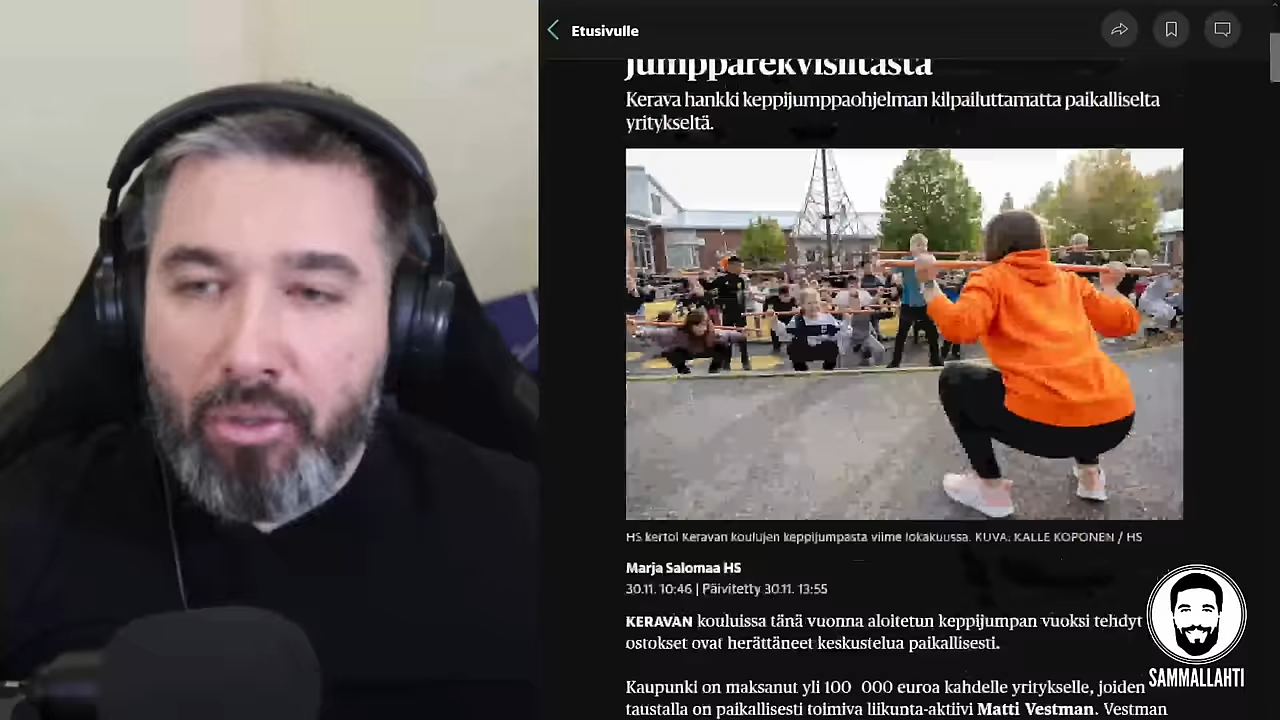 Etusivulle
jumpparekvisiitasta
Kerava hankki keppijumppaohjelman kilpailuttamatta paikalliselta
yritykseltä.
HS kertoi Keravan koulujen keppijumpasta viime lokakuussa. KUVA: KALLE KOPONEN / HS
Marja Salomaa HS
30.11. 10:46 | Päivitetty 30.11. 13:55
KERAVAN kouluissa tänä vuonna aloitetun keppijumpan vuoksi tehdyt
ostokset ovat herättäneet keskustelua paikallisesti.
Kaupunki on maksanut yli 100 000 euroa kahdelle yritykselle, joiden
taustalla on paikallisesti toimiva liikunta-aktiivi Matti Vestman. Vestman
SAMMALLAHTI